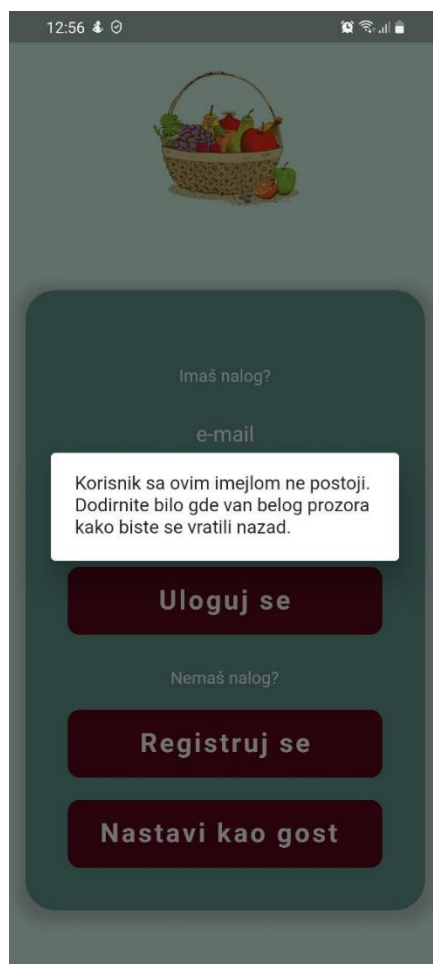 12:56
Imaš nalog?
e-mail
Korisnik sa ovim imejlom ne postoji.
Dodirnite bilo gde van belog prozora
kako biste se vratili nazad.
Uloguj se
Nemaš nalog?
Registruj se
Nastavi kao gost